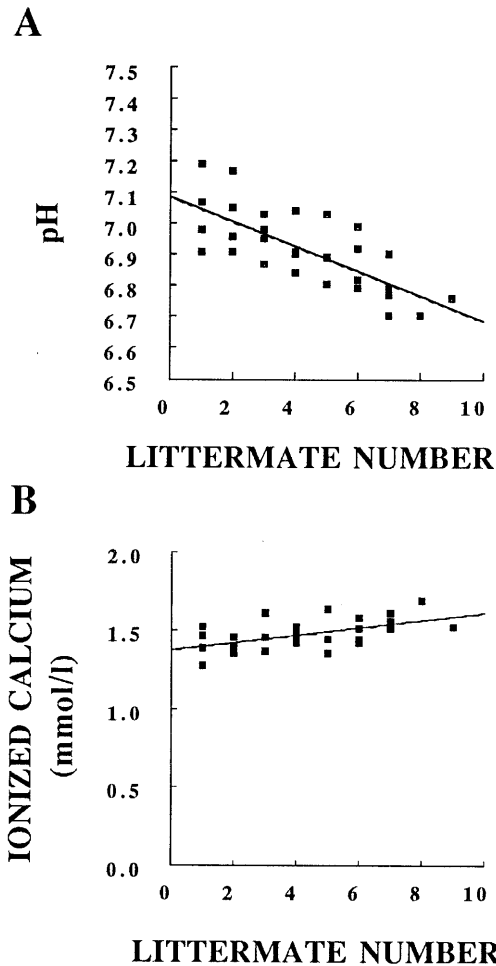 A
7.5
7.4
7.3
7.2
7.1
7.0
6.9
6.8
6.7
6.6
6.5
pH
0 2 4 6 8 10
LITTERMATE NUMBER
B
2.0
1.5
1.0
0.5
0.0
IONIZED CALCIUM
(mmol/l)
0 2 4 6 8 10
LITTERMATE NUMBER